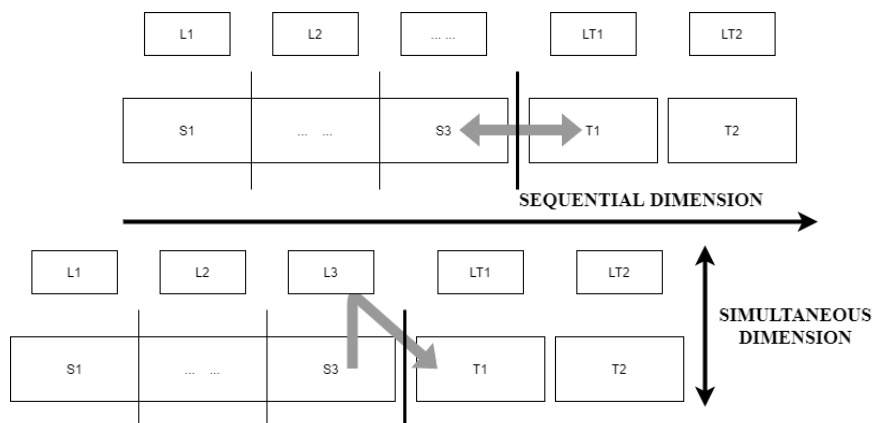 L1 L2 ... ... LT1 LT2
S1 ... ... S3 T1 T2
SEQUENTIAL DIMENSION
L1 L2 L3 LT1 LT2
SIMULTANEOUS
DIMENSION
S1 ... ... S3 T1 T2